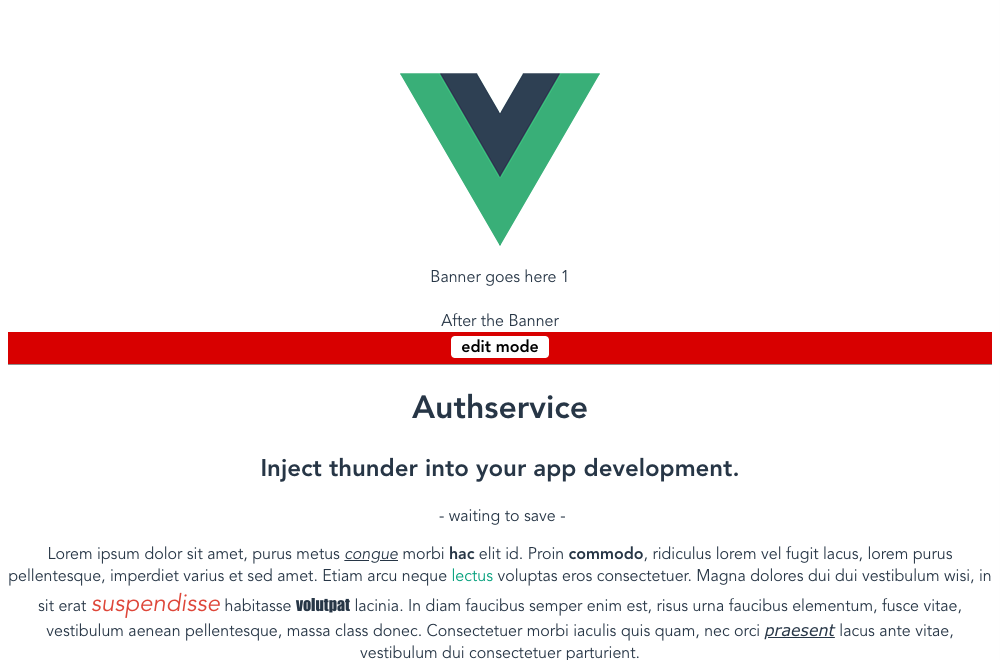 Banner goes here 1
After the Banner
edit mode
Authservice
Inject thunder into your app development.
- waiting to save -
Lorem ipsum dolor sit amet, purus metus congue morbi hac elit id. Proin commodo, ridiculus lorem vel fugit lacus, lorem purus
pellentesque, imperdiet varius et sed amet. Etiam arcu neque lectus voluptas eros consectetuer. Magna dolores dui dui vestibulum wisi, in
sit erat suspendisse habitasse volutpat lacinia. In diam faucibus semper enim est, risus urna faucibus elementum, fusce vitae,
vestibulum aenean pellentesque, massa class donec. Consectetuer morbi iaculis quis quam, nec orci praesent lacus ante vitae,
vestibulum dui consectetuer parturient.